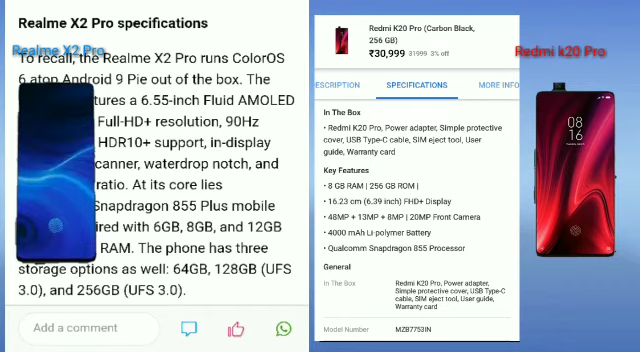 Realme X2 Pro specifications
Realme X2 Pro
To recall, the Realme X2 Pro runs ColorOS
6 atop Android 9 Pie out of the box. The
tures a 6.55-inch Fluid AMOLED
Full-HD+ resolution, 90Hz
HDR10+ support, in-display
canner, waterdrop notch, and
ratio. At its core lies
Snapdragon 855 Plus mobile
ired with 6GB, 8GB, and 12GB
RAM. The phone has three
storage options as well: 64GB, 128GB (UFS
3.0), and 256GB (UFS 3.0).
Add a comment
Redmi K20 Pro (Carbon Black,
256 GB)
₹30,999 31999 3% off
ESCRIPTION SPECIFICATIONS MORE INFO
In The Box
• Redmi K20 Pro, Power adapter, Simple protective
cover, USB Type-C cable, SIM eject tool, User
guide, Warranty card
Key Features
• 8 GB RAM | 256 GB ROM |
• 16.23 cm (6.39 inch) FHD+ Display
• 48MP + 13MP + 8MP | 20MP Front Camera
• 4000 mAh Li-polymer Battery
• Qualcomm Snapdragon 855 Processor
General
In The Box Redmi K20 Pro, Power adapter,
Simple protective cover, USB Type-C
cable, SIM eject tool, User guide,
Warranty card
Model Number MZB7753IN
Redmi k20 Pro
08
16